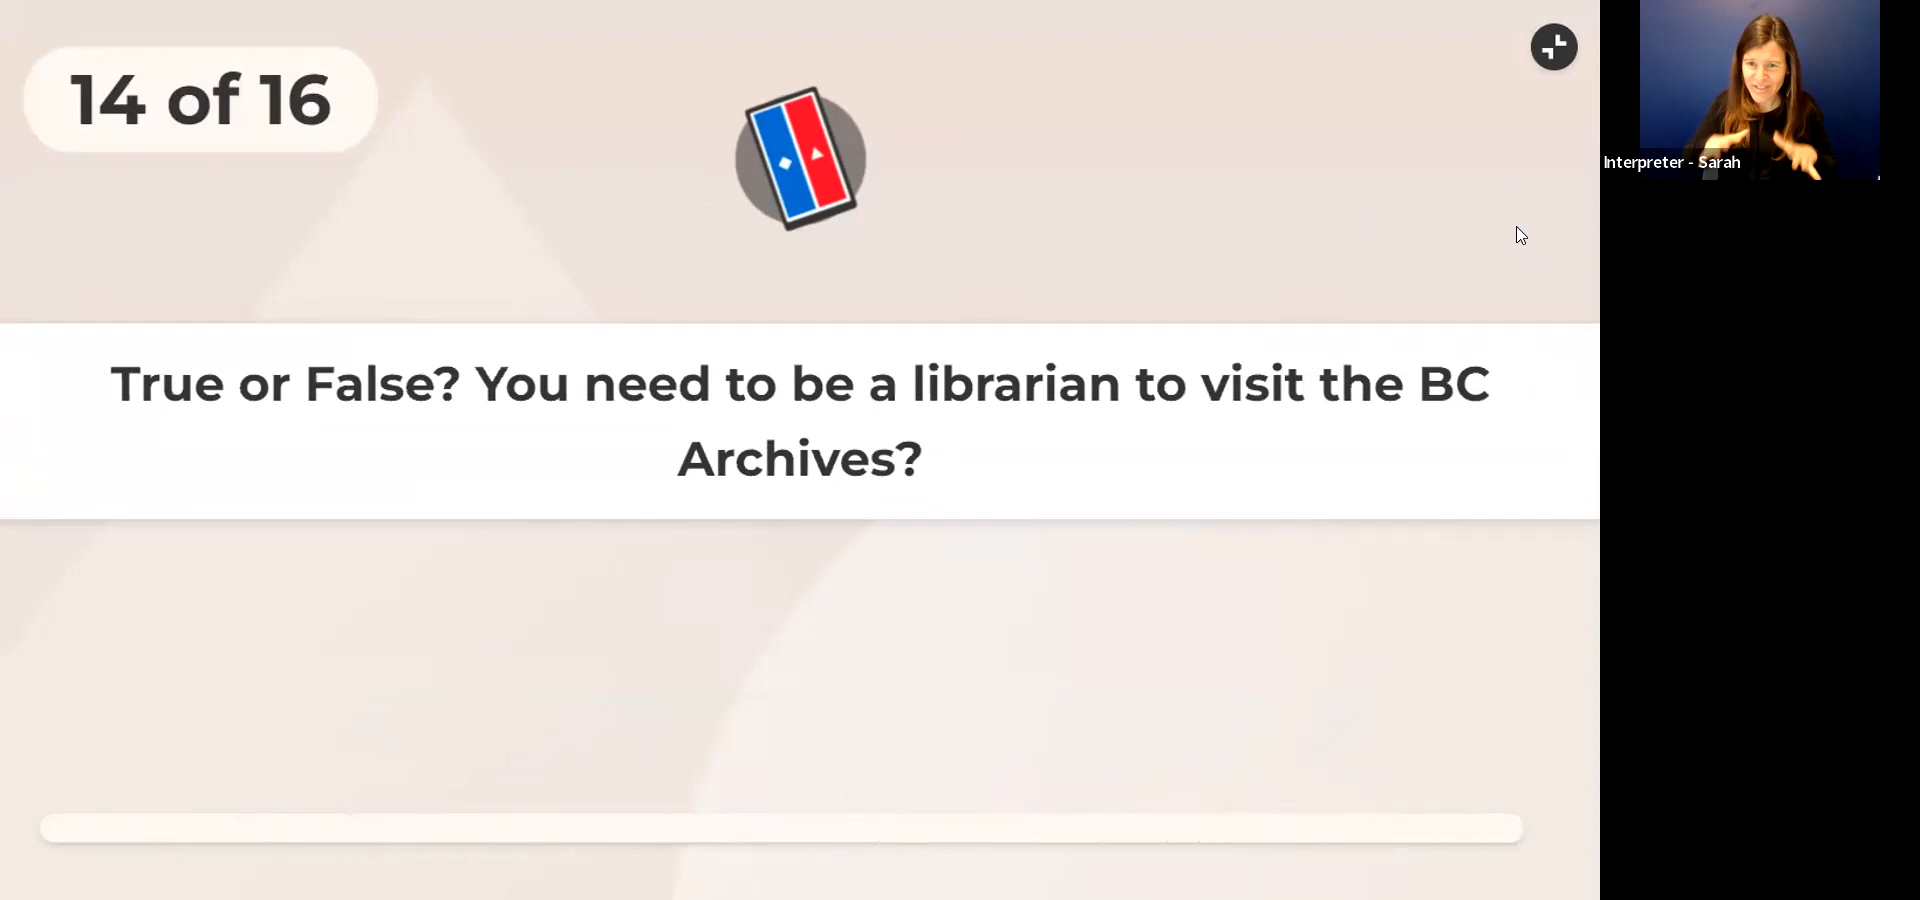 14 of 16
True or False? You need to be a librarian to visit the BC
Archives?
Interpreter - Sarah